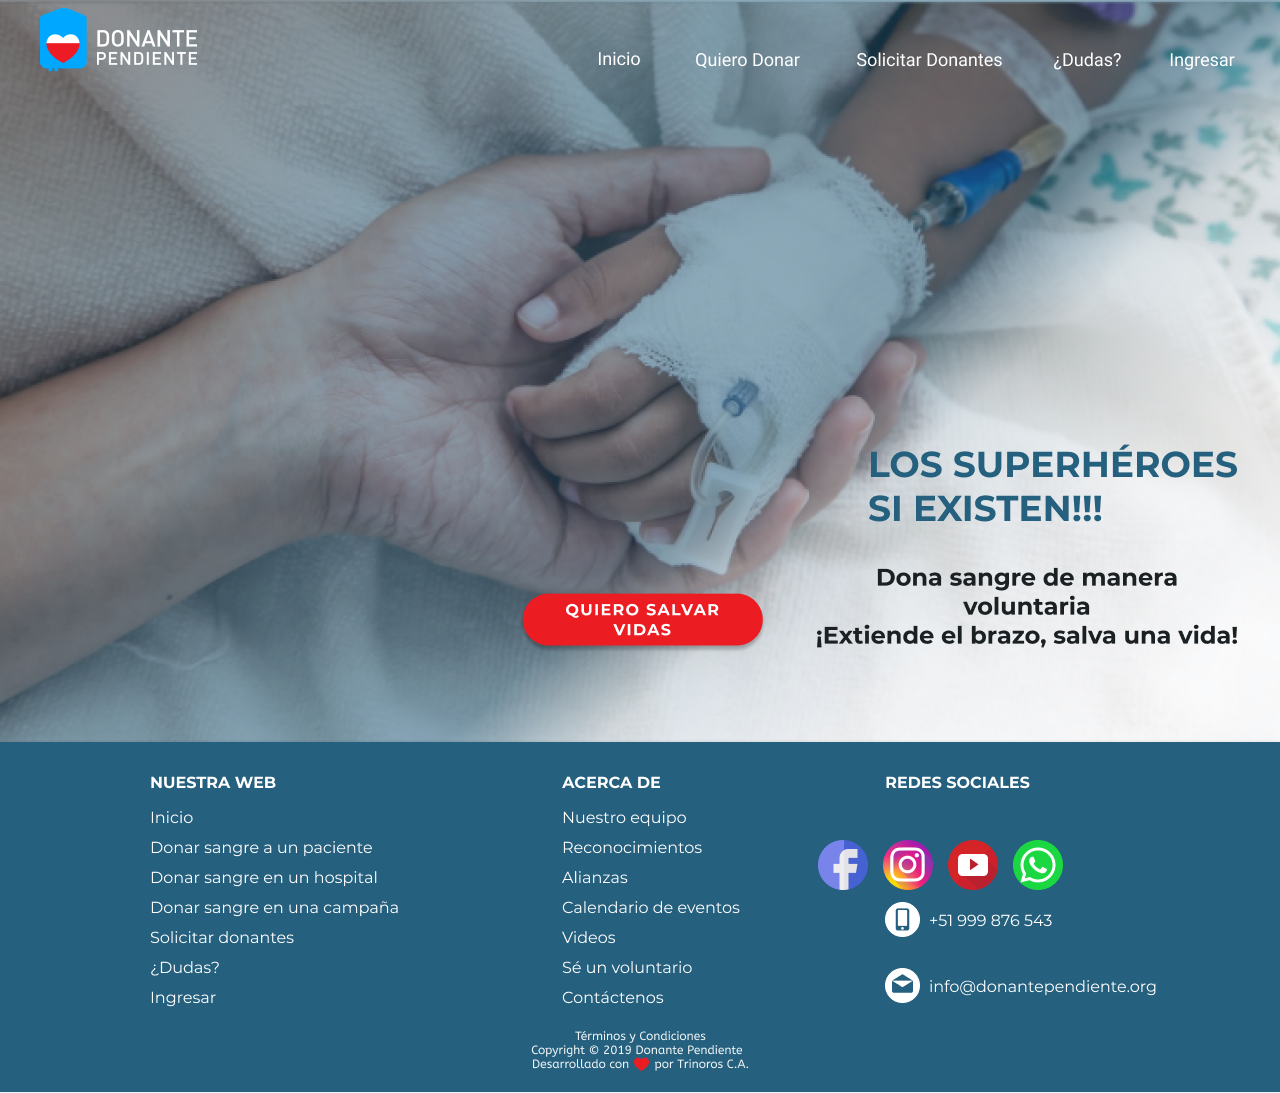 DONANTE
PENDIENTE
Inicio
Quiero Donar
Solicitar Donantes
¿Dudas?
Ingresar
LOS SUPERHÉROES
SI EXISTEN!!!
Dona sangre de manera
voluntaria
¡Extiende el brazo, salva una vida!
QUIERO SALVAR
VIDAS
NUESTRA WEB
Inicio
Donar sangre a un paciente
Donar sangre en un hospital
Donar sangre en una campaña
Solicitar donantes
¿Dudas?
Ingresar
ACERCA DE
Nuestro equipo
Reconocimientos
Alianzas
Calendario de eventos
Videos
Sé un voluntario
Contáctenos
REDES SOCIALES
+51 999 876 543
info@donantependiente.org
Términos y Condiciones
Copyright © 2019 Donante Pendiente
Desarrollado con ❤ por Trinoros C.A.